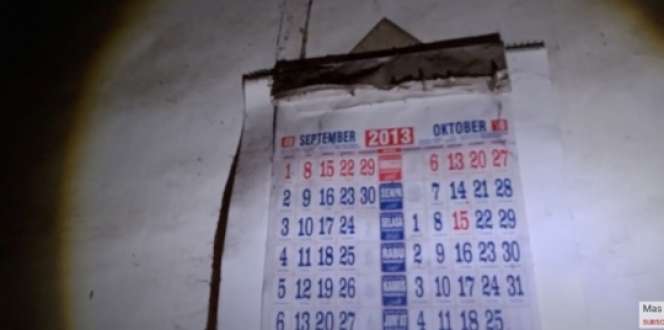 SEPTEMBER 2013 OKTOBER
1 8 15 22 29 6 13 20 27
2 9 16 23 30 SENIN 7 14 21 28
3 10 17 24 SELASA 1 8 15 22 29
4 11 18 25 RABU 2 9 16 23 30
5 12 19 26 KAMIS 3 10 17 24 31
6 13 20 27 4 11 18 25
Mas
SUBSC